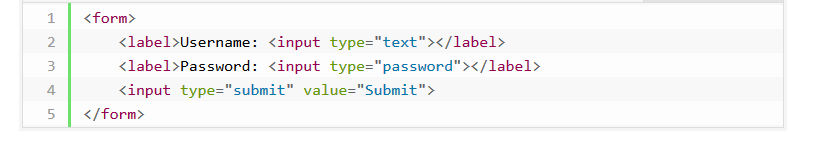 1 <form>
2     <label>Username: <input type="text"></label>
3     <label>Password: <input type="password"></label>
4     <input type="submit" value="Submit">
5 </form>